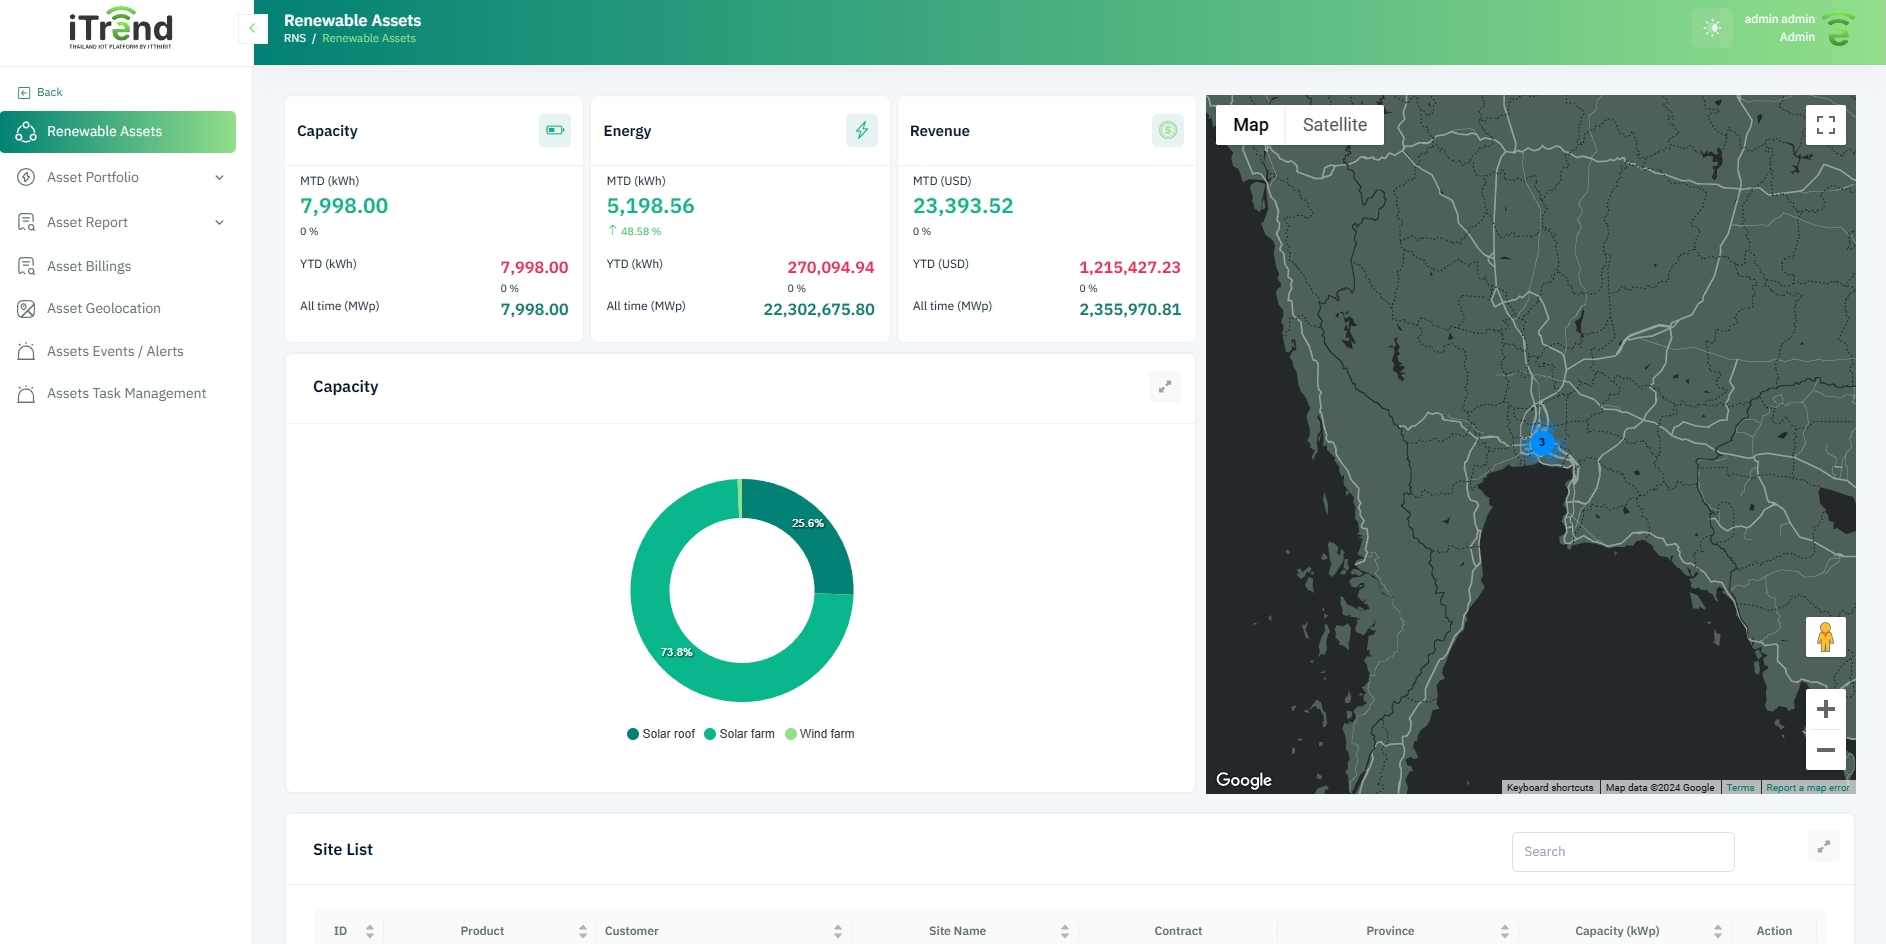 iTrend
THAILAND IOT PLATFORM BY ITTHIRIT
Renewable Assets
RNS / Renewable Assets
admin admin
Admin
Back
Renewable Assets
Asset Portfolio
Asset Report
Asset Billings
Asset Geolocation
Assets Events / Alerts
Assets Task Management
Capacity
MTD (kWh)
7,998.00
0 %
YTD (kWh)
7,998.00
0 %
All time (MWp)
7,998.00
Energy
MTD (kWh)
5,198.56
↑ 48.58 %
YTD (kWh)
270,094.94
0 %
All time (MWp)
22,302,675.80
Revenue
$
MTD (USD)
23,393.52
0 %
YTD (USD)
1,215,427.23
0 %
All time (MWp)
2,355,970.81
Map
Satellite
3
Google
Keyboard shortcuts
Map data ©2024 Google
Terms
Report a map error
Capacity
25.6%
73.8%
Solar roof
Solar farm
Wind farm
Site List
Search
ID
Product
Customer
Site Name
Contract
Province
Capacity (kWp)
Action